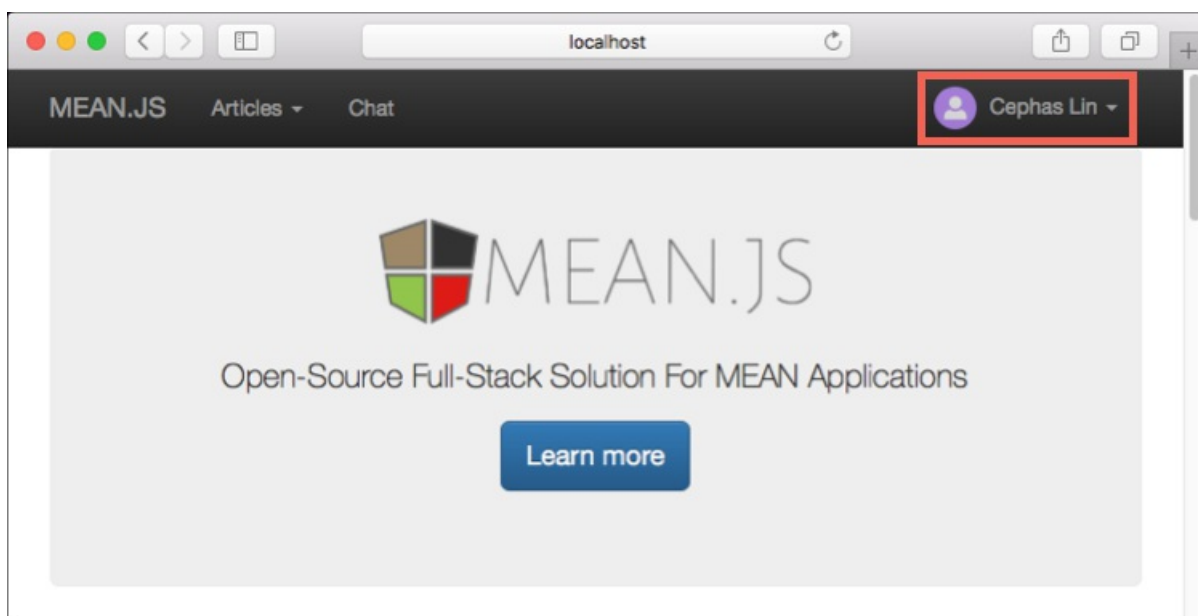 localhost
MEAN.JS Articles Chat Cephas Lin
MEAN.JS
Open-Source Full-Stack Solution For MEAN Applications
Learn more